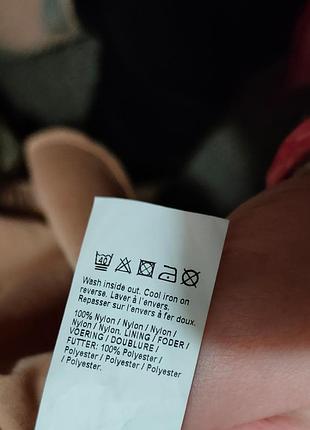 40
Wash inside out. Cool iron on
reverse. Laver à l'envers.
Repasser sur l'envers à fer doux.
100% Nylon / Nylon / Nylon /
Nylon / Nylon. LINING / FODER /
VOERING / DOUBLURE /
FUTTER: 100% Polyester /
Polyester / Polyester / Polyester
/ Polyester.